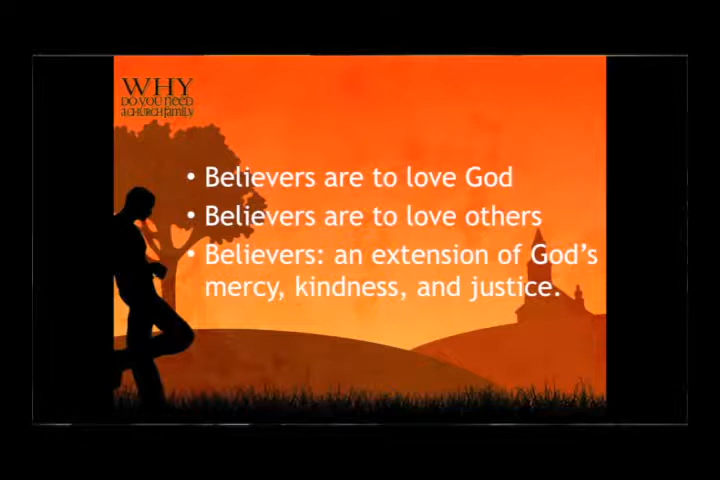 WHY
DO YOU NEED
A CHURCH family
• Believers are to love God
• Believers are to love others
• Believers: an extension of God's
mercy, kindness, and justice.